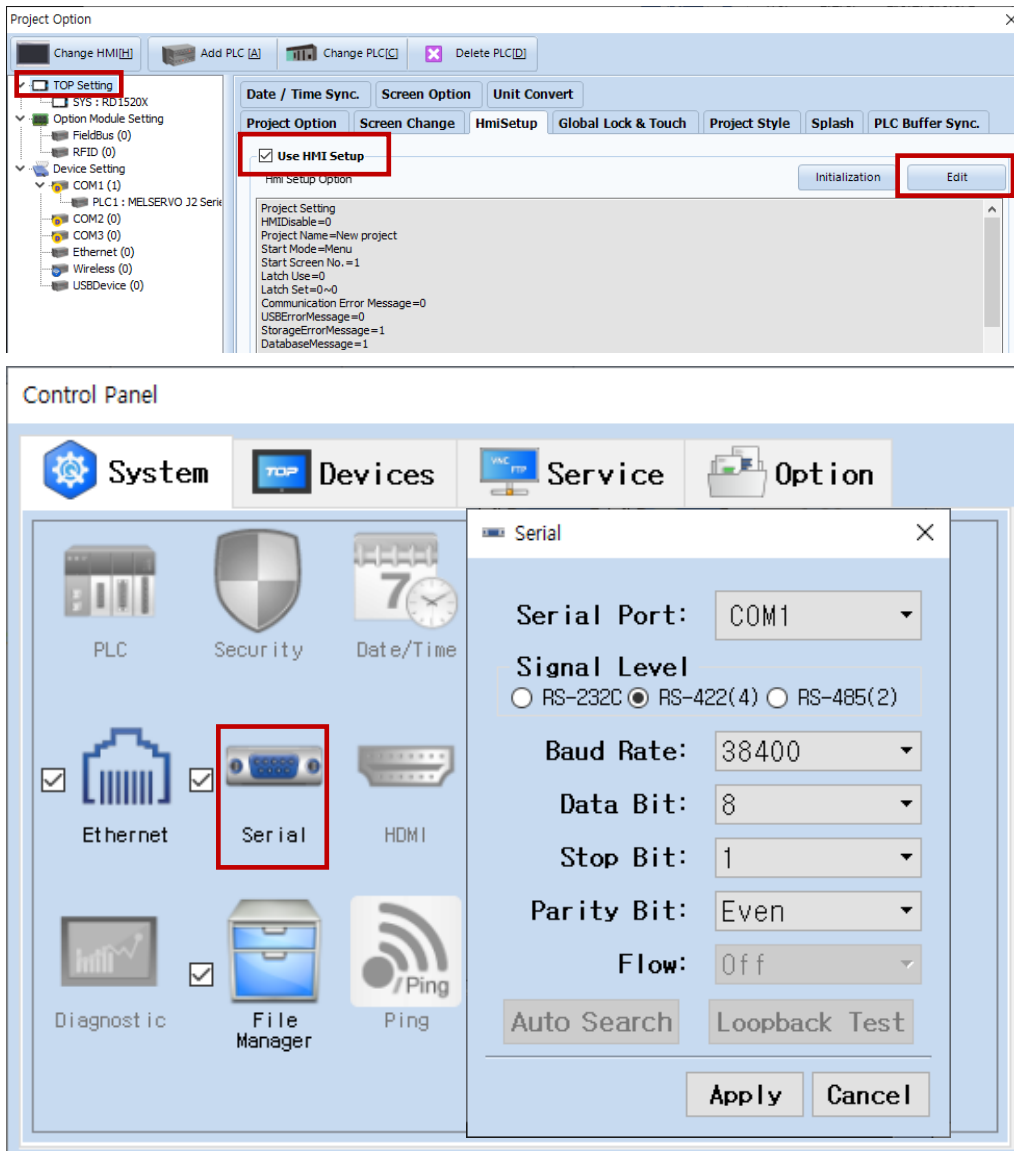 Project Option
Change HMI[H]
Add PLC [A]
Change PLC[C]
Delete PLC[D]
TOP Setting
SYS : RD1520X
Option Module Setting
FieldBus (0)
RFID (0)
Device Setting
COM1 (1)
PLC1 : MELSERVO J2 Serie
COM2 (0)
COM3 (0)
Ethernet (0)
Wireless (0)
USBDevice (0)
Date / Time Sync.
Screen Option
Unit Convert
Project Option
Screen Change
HmiSetup
Global Lock & Touch
Project Style
Splash
PLC Buffer Sync.
Use HMI Setup
Hmi Setup Option
Initialization
Edit
Project Setting
HMIDisable=0
Project Name=New project
Start Mode=Menu
Start Screen No.=1
Latch Use=0
Latch Set=0~0
Communication Error Message=0
USBErrorMessage=0
StorageErrorMessage=1
DatabaseMessage=1
Control Panel
System
TOP
Devices
VNC
FTP
Service
Option
PLC
Security
7
Date/Time
Ethernet
Serial
HDMI
Diagnostic
File
Manager
/Ping
Ping
Serial
Serial Port:
COM1
Signal Level
RS-232C
RS-422(4)
RS-485(2)
Baud Rate:
38400
Data Bit:
8
Stop Bit:
1
Parity Bit:
Even
Flow:
Off
Auto Search
Loopback Test
Apply
Cancel